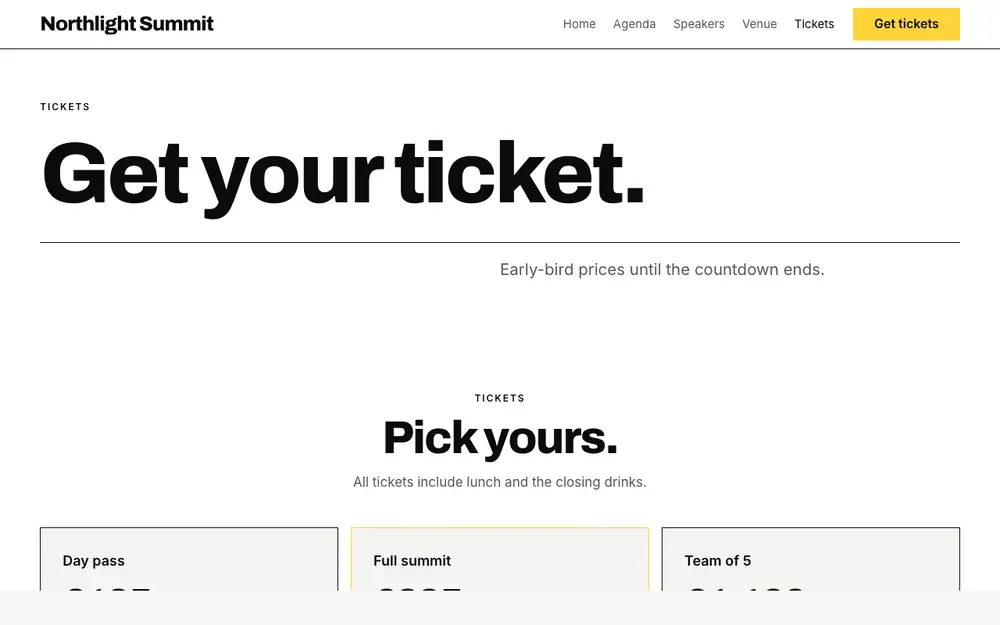 Northlight Summit
Home Agenda Speakers Venue Tickets Get tickets
TICKETS
Get your ticket.
Early-bird prices until the countdown ends.
TICKETS
Pick yours.
All tickets include lunch and the closing drinks.
Day pass Full summit Team of 5